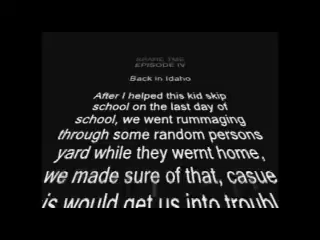 SPARE TIME
EPISODE IV
Back in Idaho
After I helped this kid skip
school on the last day of
school, we went rummaging
through some random persons
yard while they wernt home,
we made sure of that, casue
is would get us into troubl